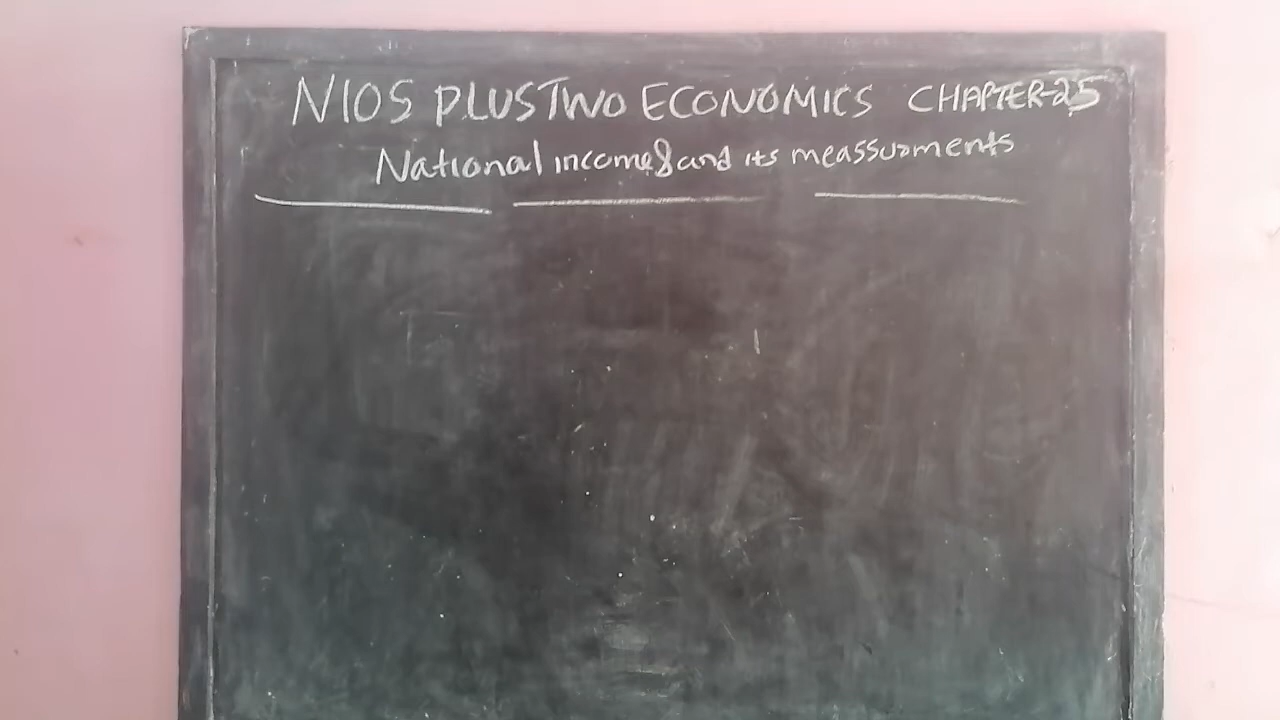 NIOS PLUSTWO ECONOMICS CHAPTER-25
National income & and its meassurments